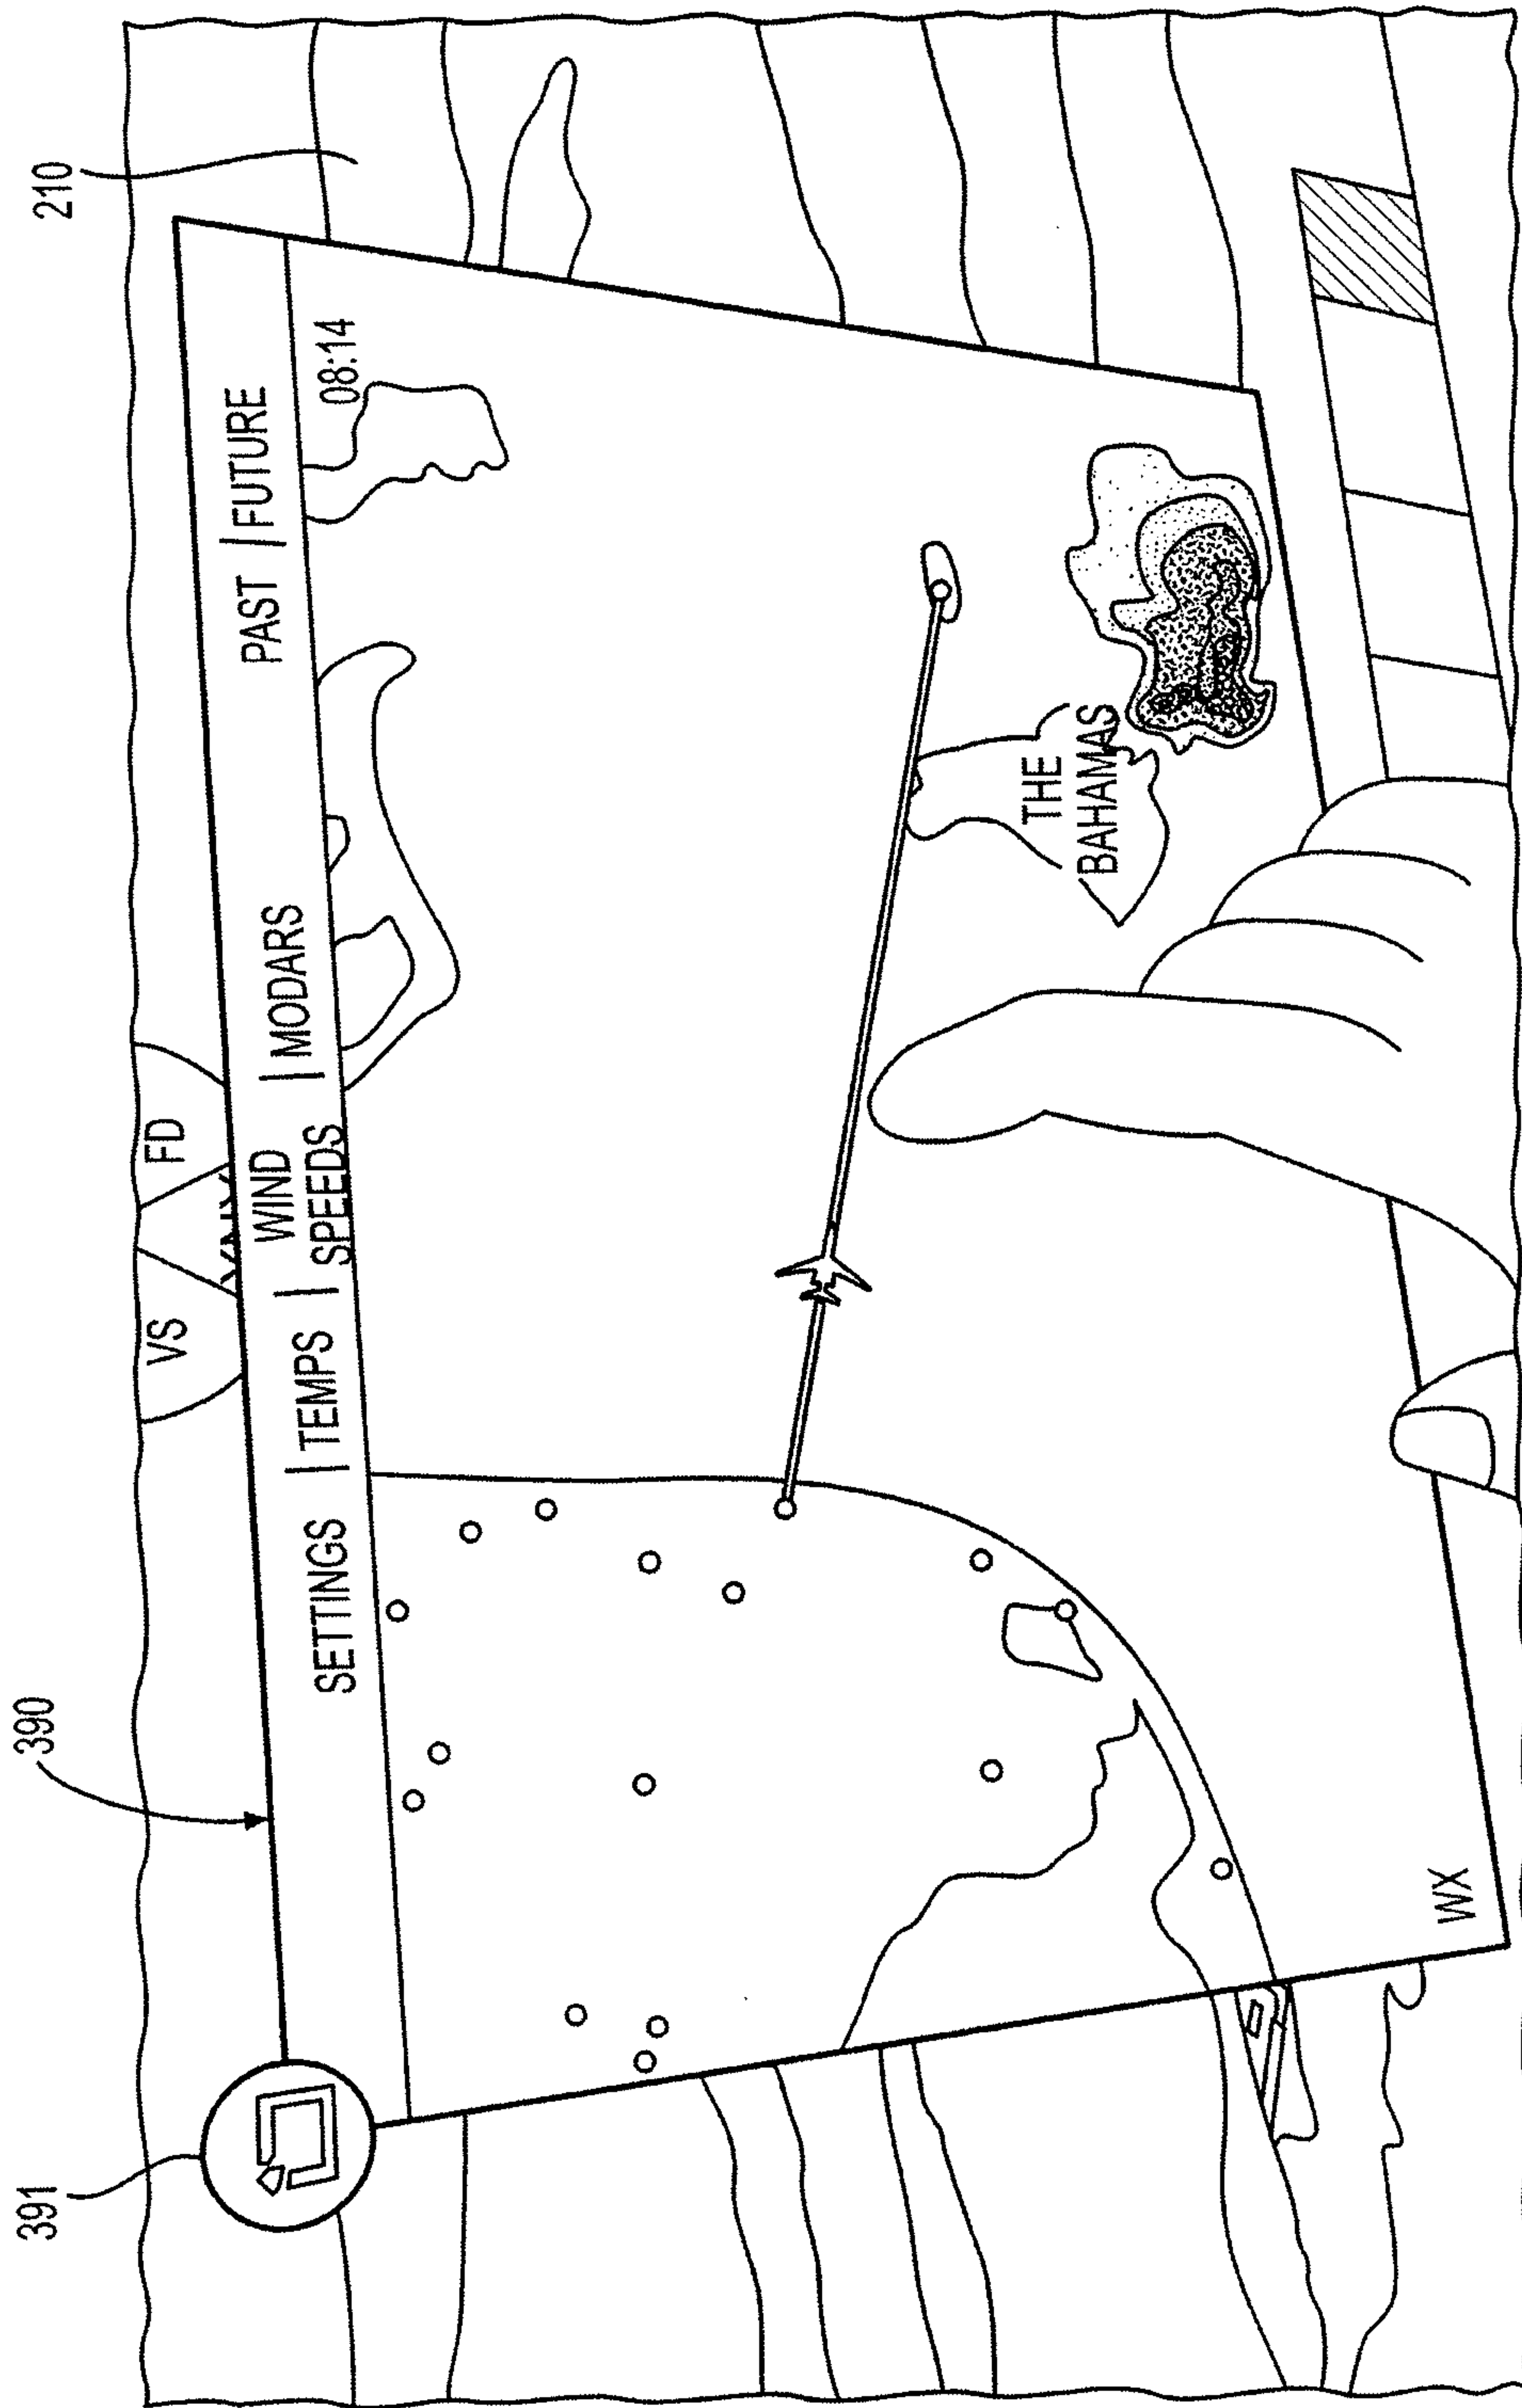 210
390
391
VS
FD
SETTINGS | TEMPS | WIND SPEEDS | MODARS
PAST | FUTURE
08:14
THE
BAHAMAS
WX